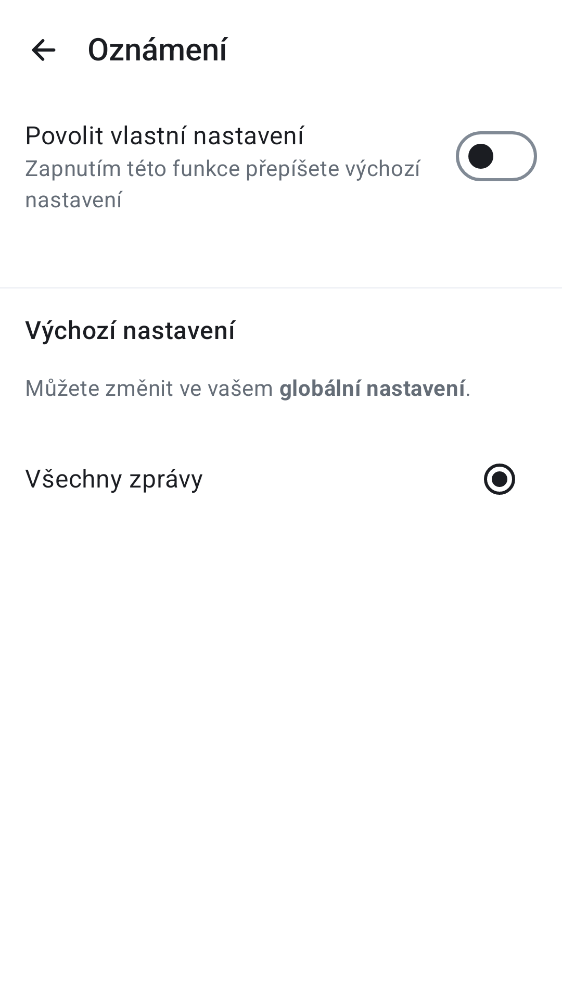 Oznámení
Povolit vlastní nastavení
Zapnutím této funkce přepíšete výchozí
nastavení
Výchozí nastavení
Můžete změnit ve vašem globální nastavení.
Všechny zprávy